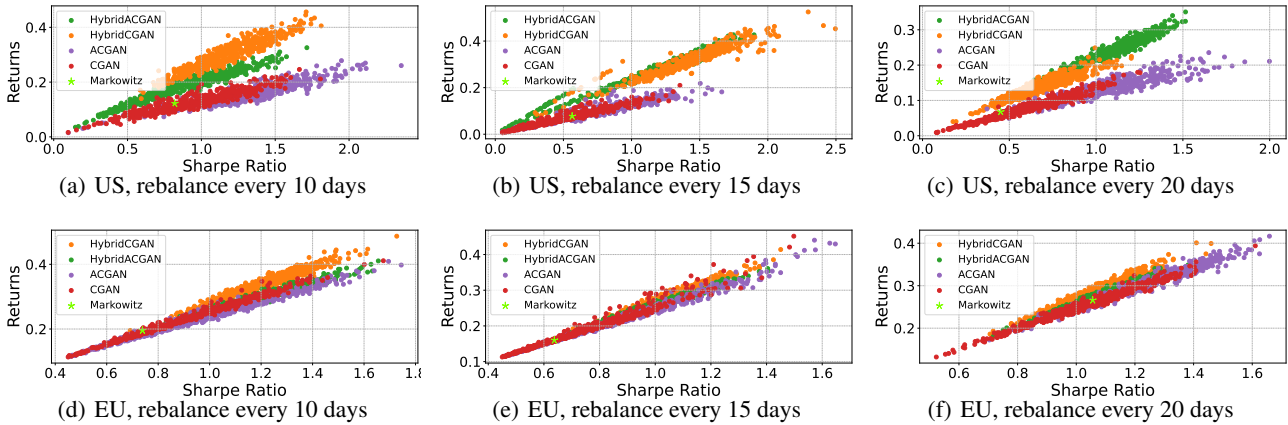 Returns
0.4
0.2
0.0
HybridACGAN
HybridCGAN
ACGAN
CGAN
Markowitz
0.0 0.5 1.0 1.5 2.0
Sharpe Ratio
(a) US, rebalance every 10 days
Returns
0.4
0.2
0.0
HybridACGAN
HybridCGAN
ACGAN
CGAN
Markowitz
0.0 0.5 1.0 1.5 2.0 2.5
Sharpe Ratio
(b) US, rebalance every 15 days
Returns
0.3
0.2
0.1
0.0
HybridACGAN
HybridCGAN
ACGAN
CGAN
Markowitz
0.0 0.5 1.0 1.5 2.0
Sharpe Ratio
(c) US, rebalance every 20 days
Returns
0.4
0.2
HybridCGAN
HybridACGAN
ACGAN
CGAN
Markowitz
0.4 0.6 0.8 1.0 1.2 1.4 1.6 1.8
Sharpe Ratio
(d) EU, rebalance every 10 days
Returns
0.4
0.3
0.2
0.1
HybridCGAN
HybridACGAN
ACGAN
CGAN
Markowitz
0.4 0.6 0.8 1.0 1.2 1.4 1.6
Sharpe Ratio
(e) EU, rebalance every 15 days
Returns
0.4
0.3
0.2
HybridCGAN
HybridACGAN
ACGAN
CGAN
Markowitz
0.6 0.8 1.0 1.2 1.4 1.6
Sharpe Ratio
(f) EU, rebalance every 20 days